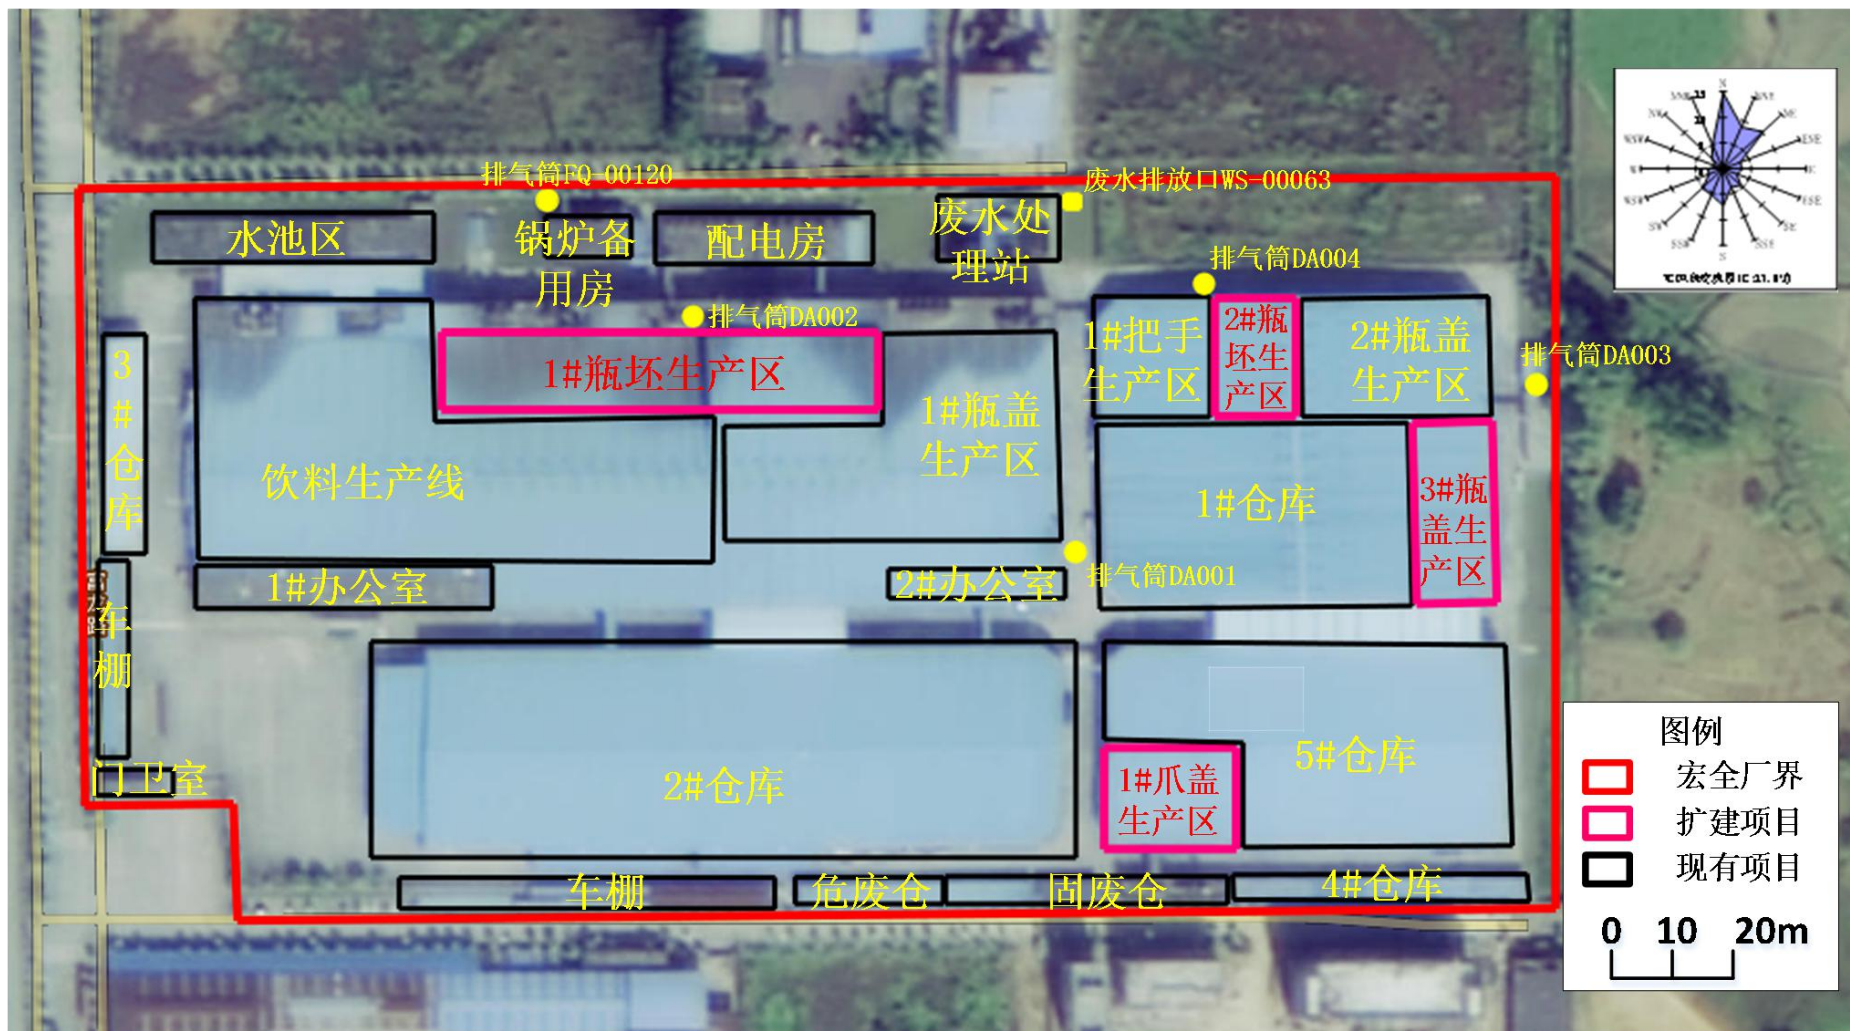 排气筒FQ-00120
废水排放口WS-00063
水池区
锅炉备
用房
配电房
废水处
理站
排气筒DA004
排气筒DA002
1#瓶坯生产区
1#把手
生产区
2#瓶
坯生
产区
2#瓶盖
生产区
排气筒DA003
3
#
仓
库
饮料生产线
1#瓶盖
生产区
1#仓库
3#瓶
盖生
产区
1#办公室
2#办公室
排气筒DA001
车
棚
门卫室
2#仓库
5#仓库
1#爪盖
生产区
车棚
危废仓
固废仓
4#仓库
N
NNE
NE
E
SE
SSE
S
SSW
SW
WSW
W
NW
图例
宏全厂界
扩建项目
现有项目
0 10 20m